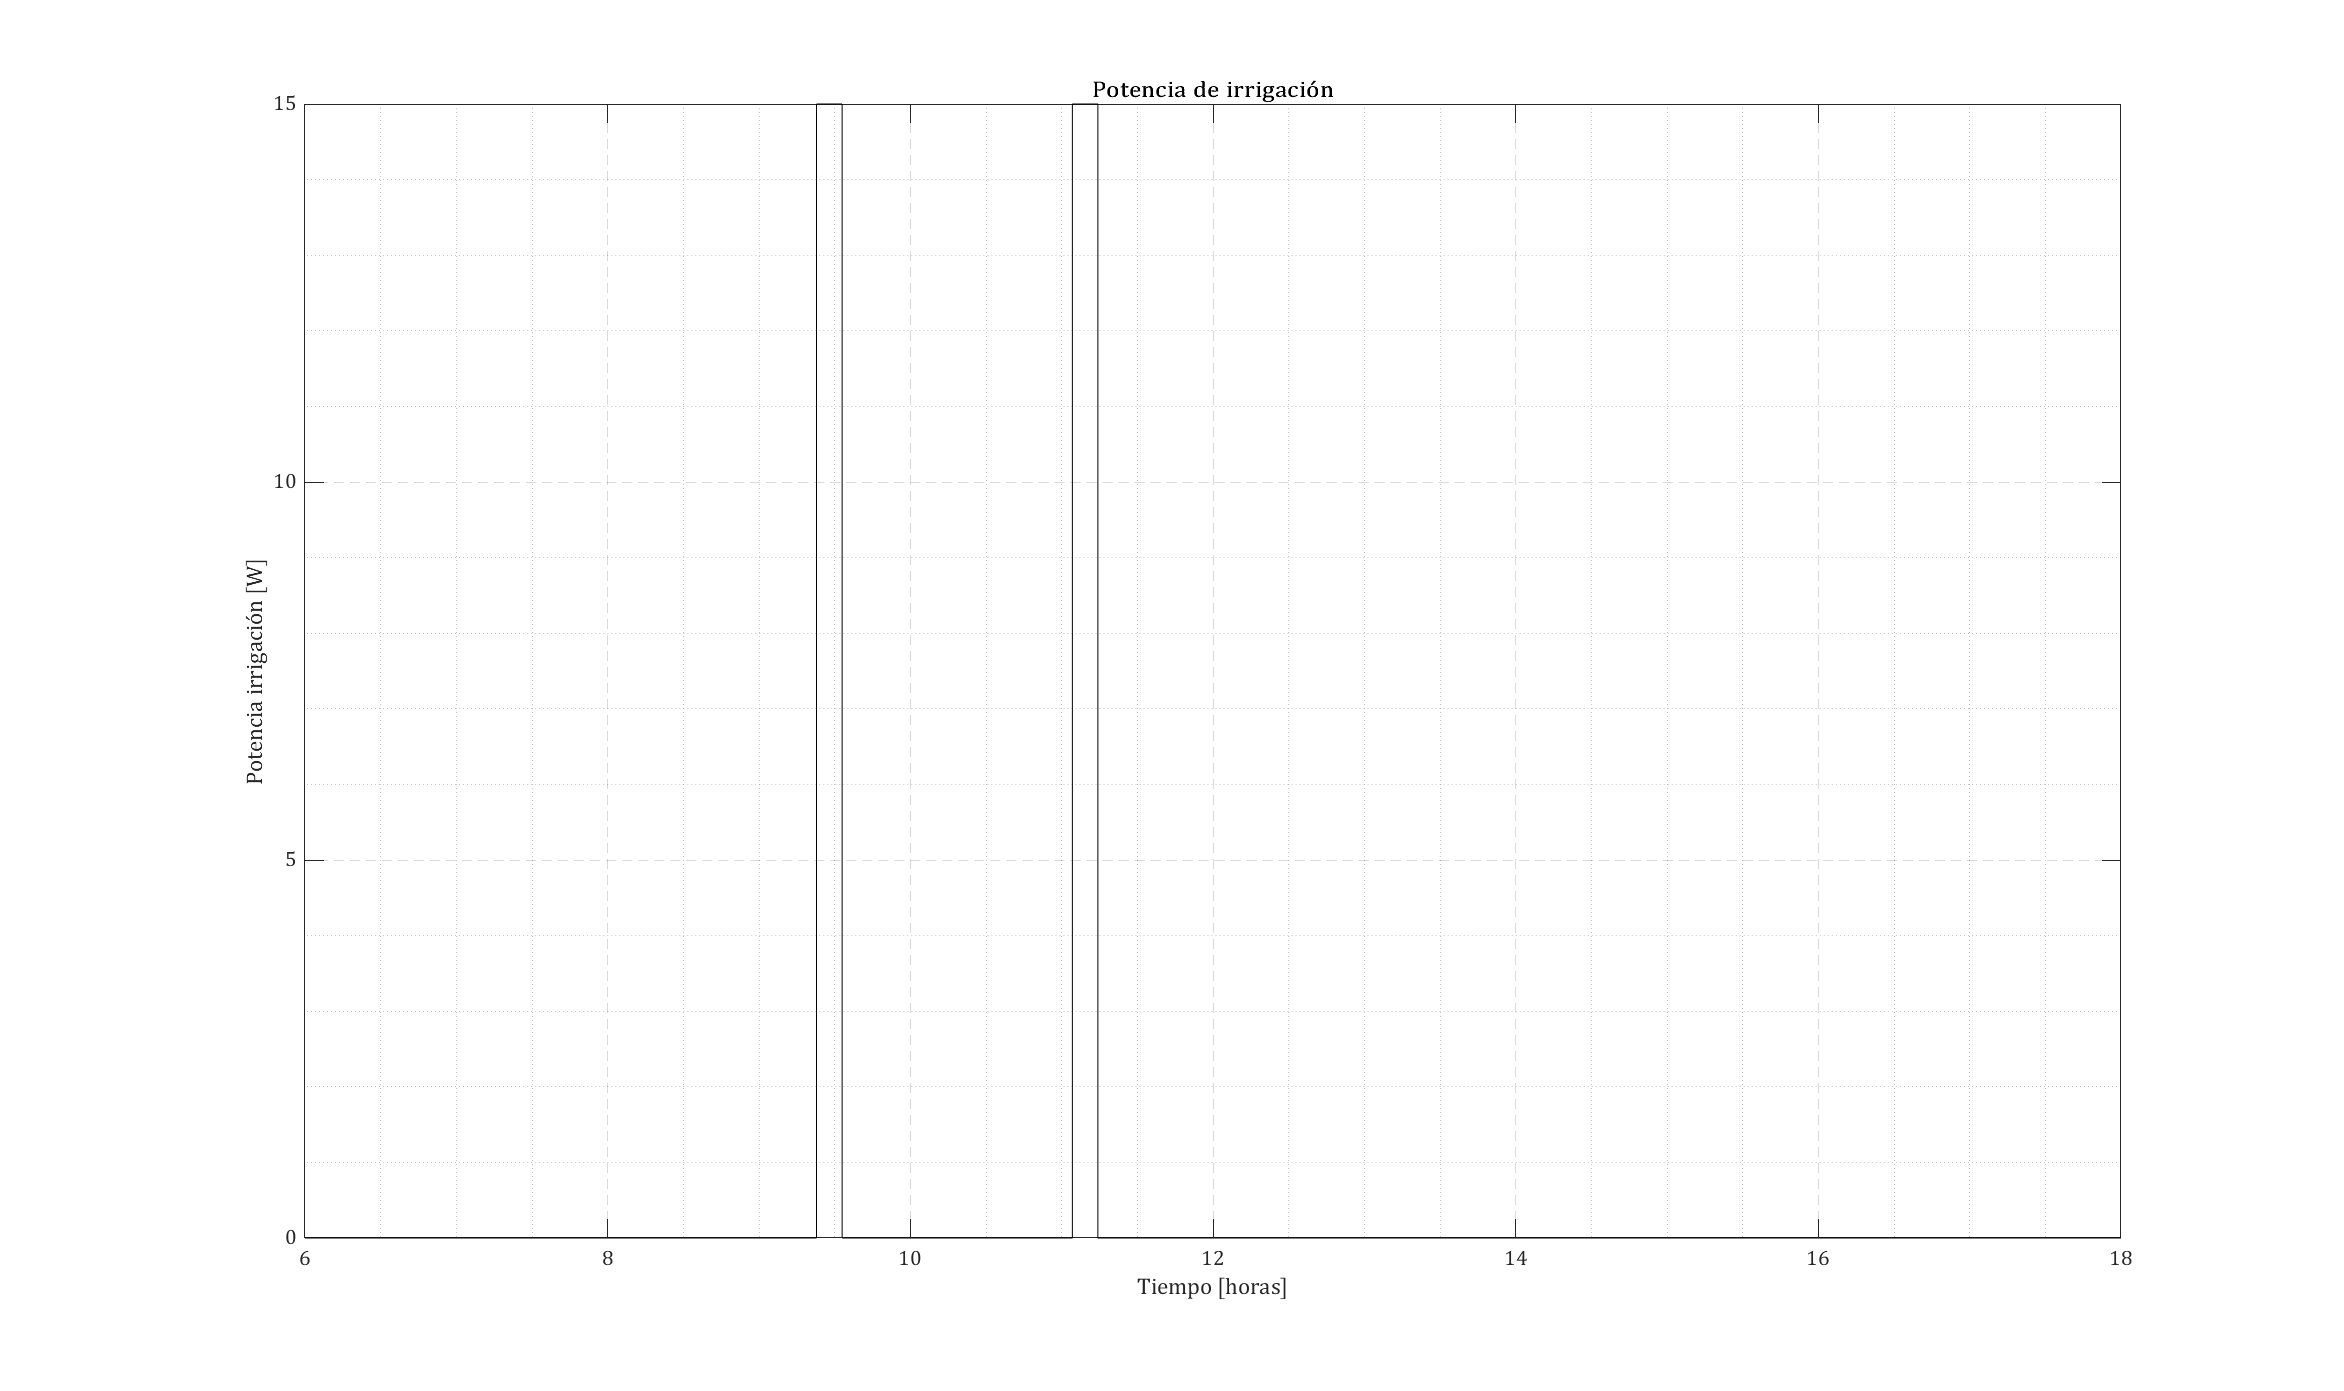 Potencia de irrigación
15
10
5
0
Potencia irrigación [W]
6 8 10 12 14 16 18
Tiempo [horas]